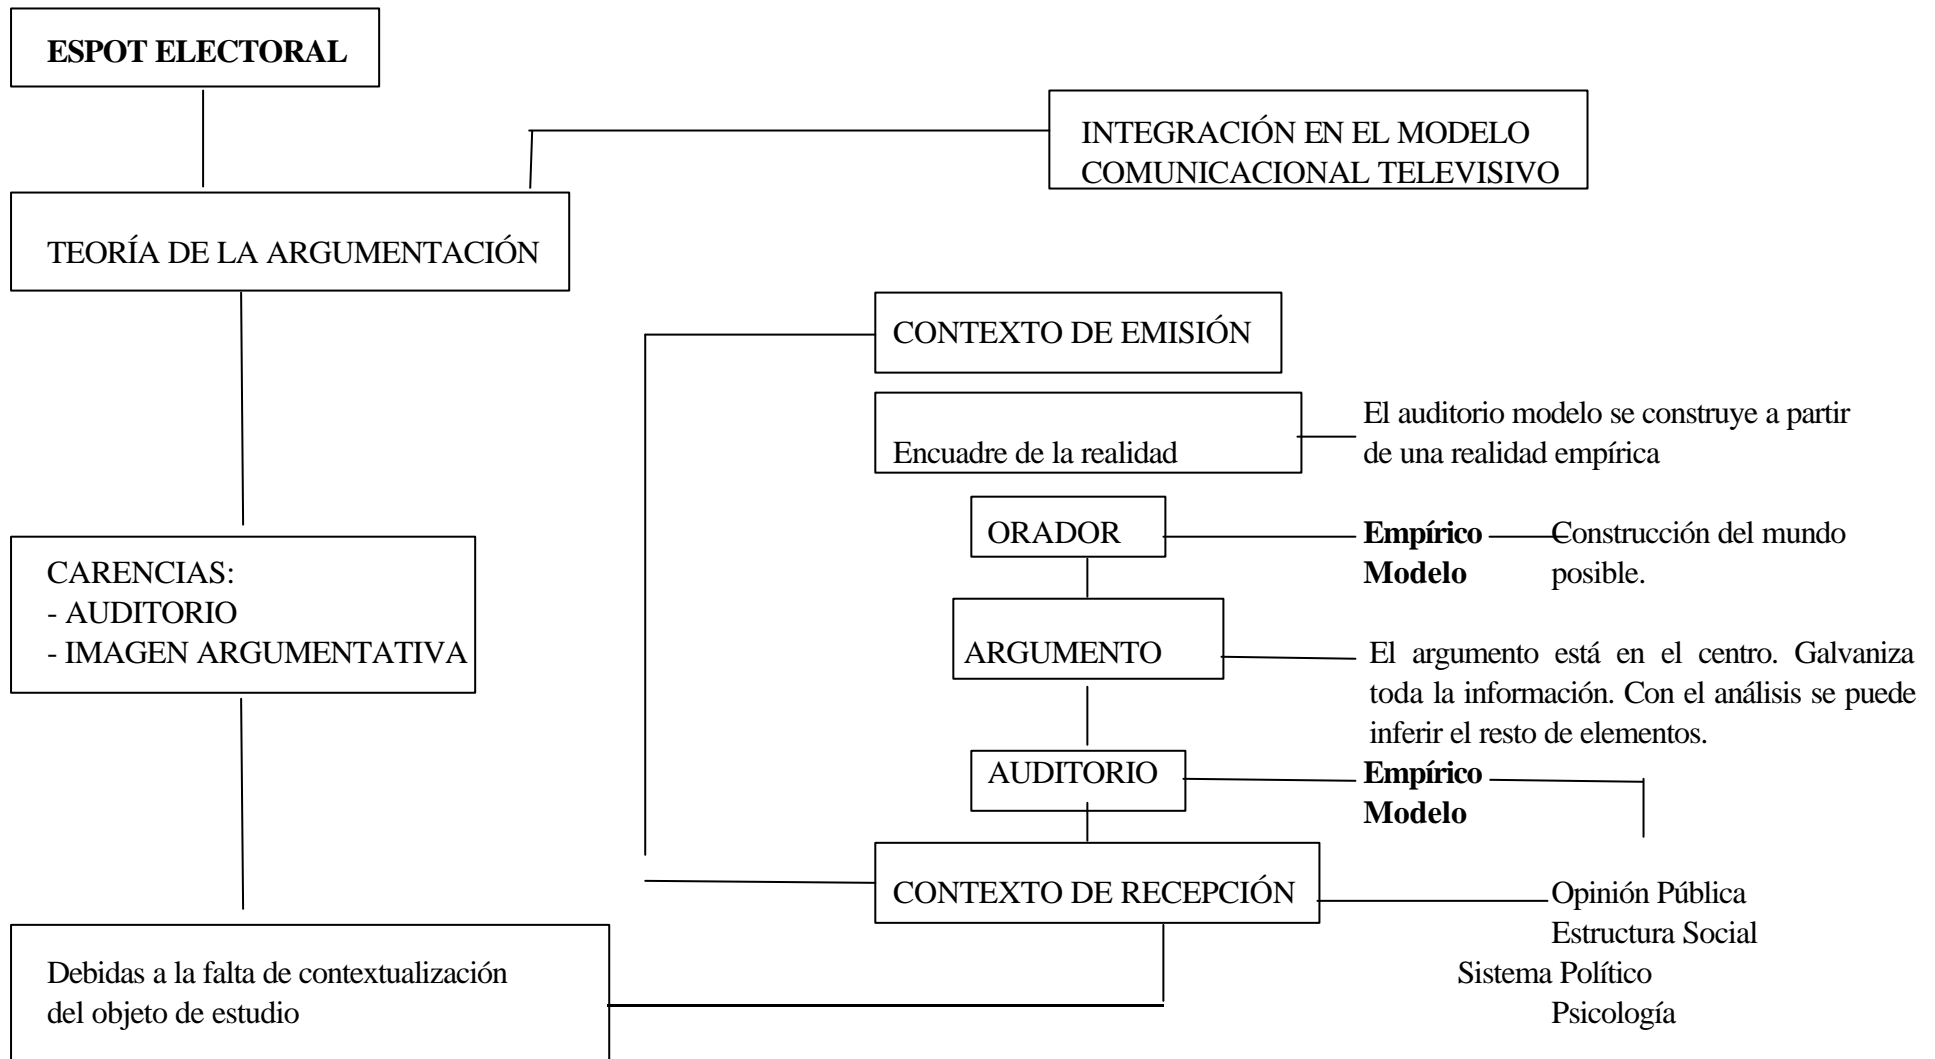 ESPOT ELECTORAL
INTEGRACIÓN EN EL MODELO
COMUNICACIONAL TELEVISIVO
TEORÍA DE LA ARGUMENTACIÓN
CONTEXTO DE EMISIÓN
Encuadre de la realidad
El auditorio modelo se construye a partir
de una realidad empírica
ORADOR
Empírico
Modelo
Construcción del mundo
posible.
CARENCIAS:
- AUDITORIO
- IMAGEN ARGUMENTATIVA
ARGUMENTO
El argumento está en el centro. Galvaniza
toda la información. Con el análisis se puede
inferir el resto de elementos.
AUDITORIO
Empírico
Modelo
CONTEXTO DE RECEPCIÓN
Opinión Pública
Estructura Social
Sistema Político
Psicología
Debidas a la falta de contextualización
del objeto de estudio